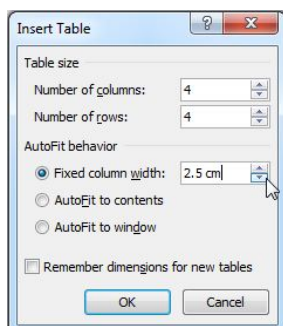 Insert Table
Table size
Number of columns: 4
Number of rows: 4
AutoFit behavior
Fixed column width: 2.5 cm
AutoFit to contents
AutoFit to window
Remember dimensions for new tables
OK Cancel